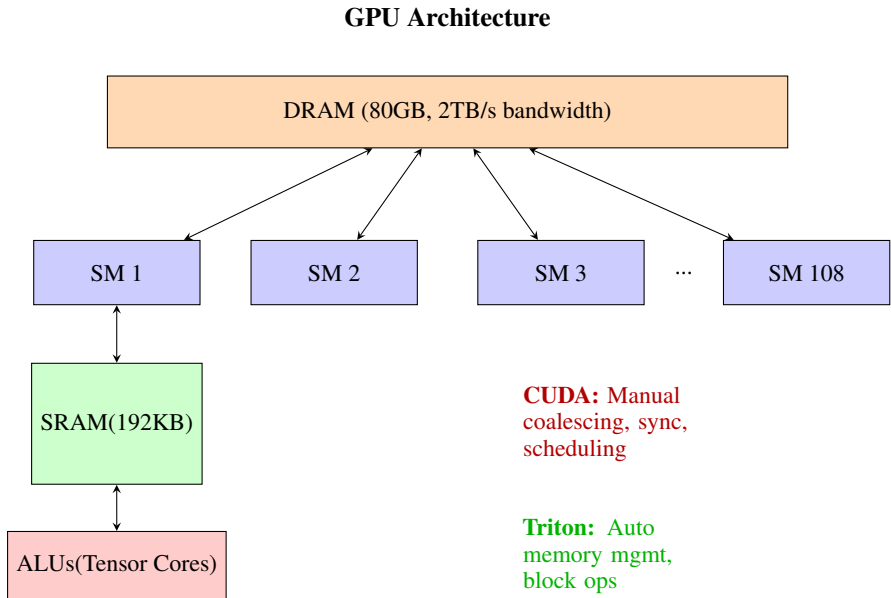 GPU Architecture
DRAM (80GB, 2TB/s bandwidth)
SM 1
SM 2
SM 3
...
SM 108
SRAM(192KB)
CUDA: Manual
coalescing, sync,
scheduling
ALUs(Tensor Cores)
Triton: Auto
memory mgmt,
block ops